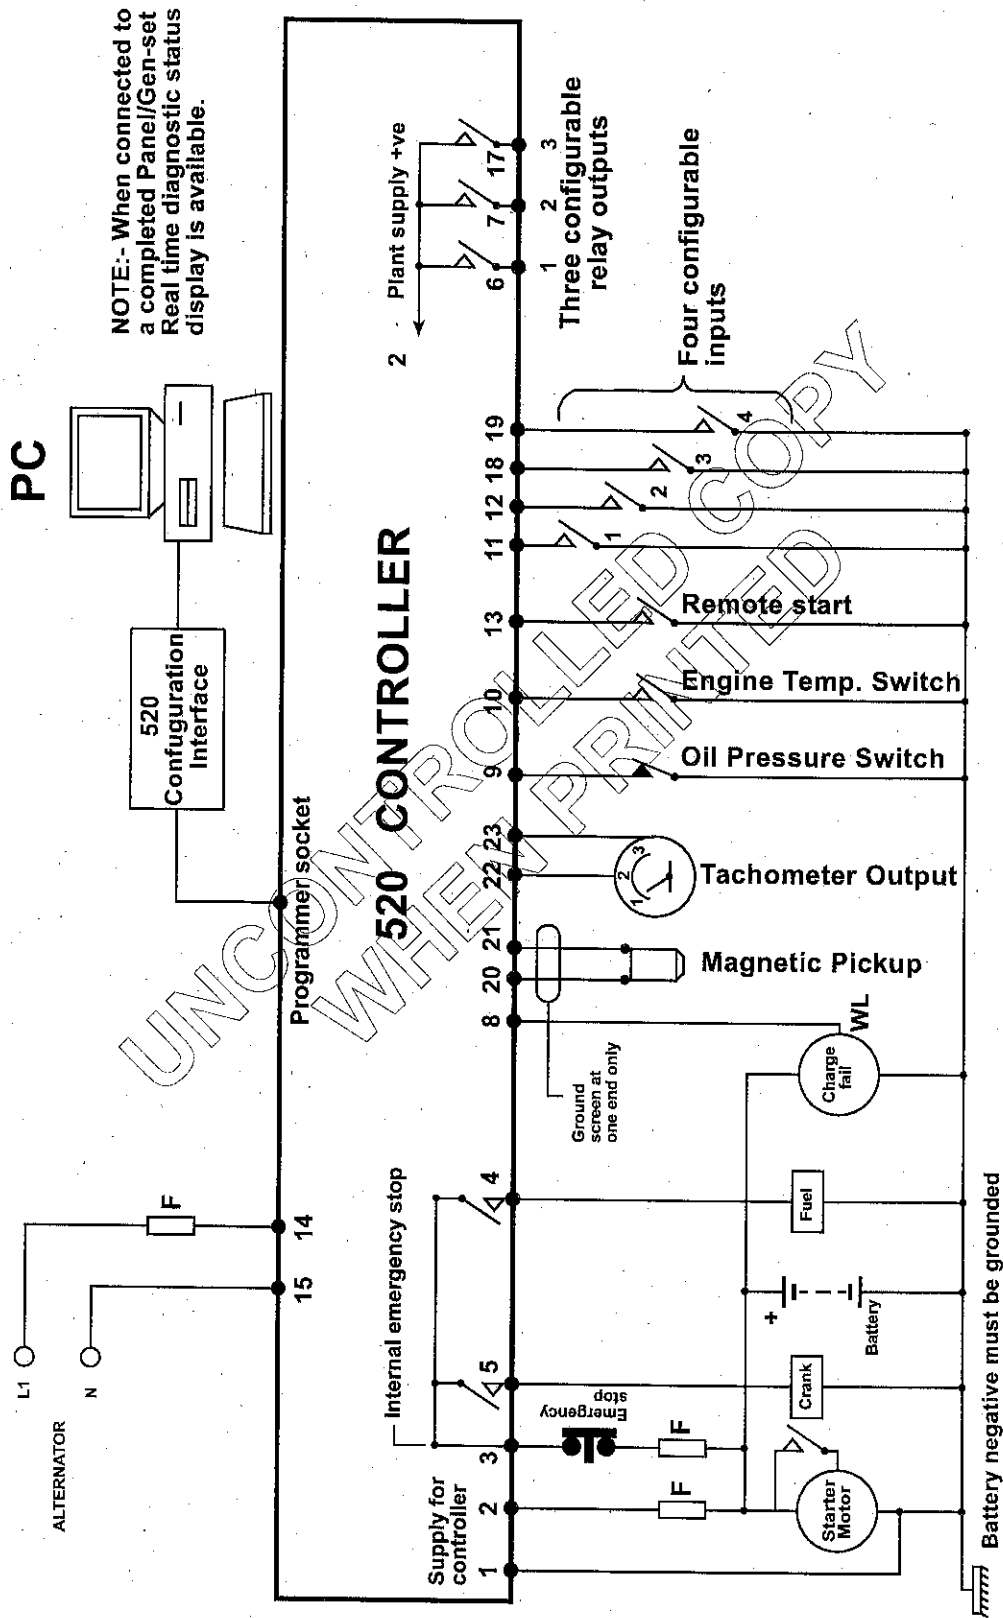 PC
NOTE:- When connected to
a completed Panel/Gen-set
Real time diagnostic status
display is available.
520
Confuguration
Interface
ALTERNATOR
L1
N
F
15
14
Programmer socket
520 CONTROLLER
Internal emergency stop
Supply for
controller
2 - Plant supply +ve
1
2
3
5
4
8
20
21
22
23
9
10
13
11
12
18
19
6
7
17
1
2
3
Three configurable
relay outputs
Four configurable
inputs
1
2
3
4
Remote start
Engine Temp. Switch
Oil Pressure Switch
1
2
3
Tachometer Output
Magnetic Pickup
Ground
screen at
one end only
WL
Charge
fail
Fuel
+
Battery
Crank
Emergency
stop
F
F
Starter
Motor
Battery negative must be grounded
UNCONTROLLED COPY
WHEN PRINTED